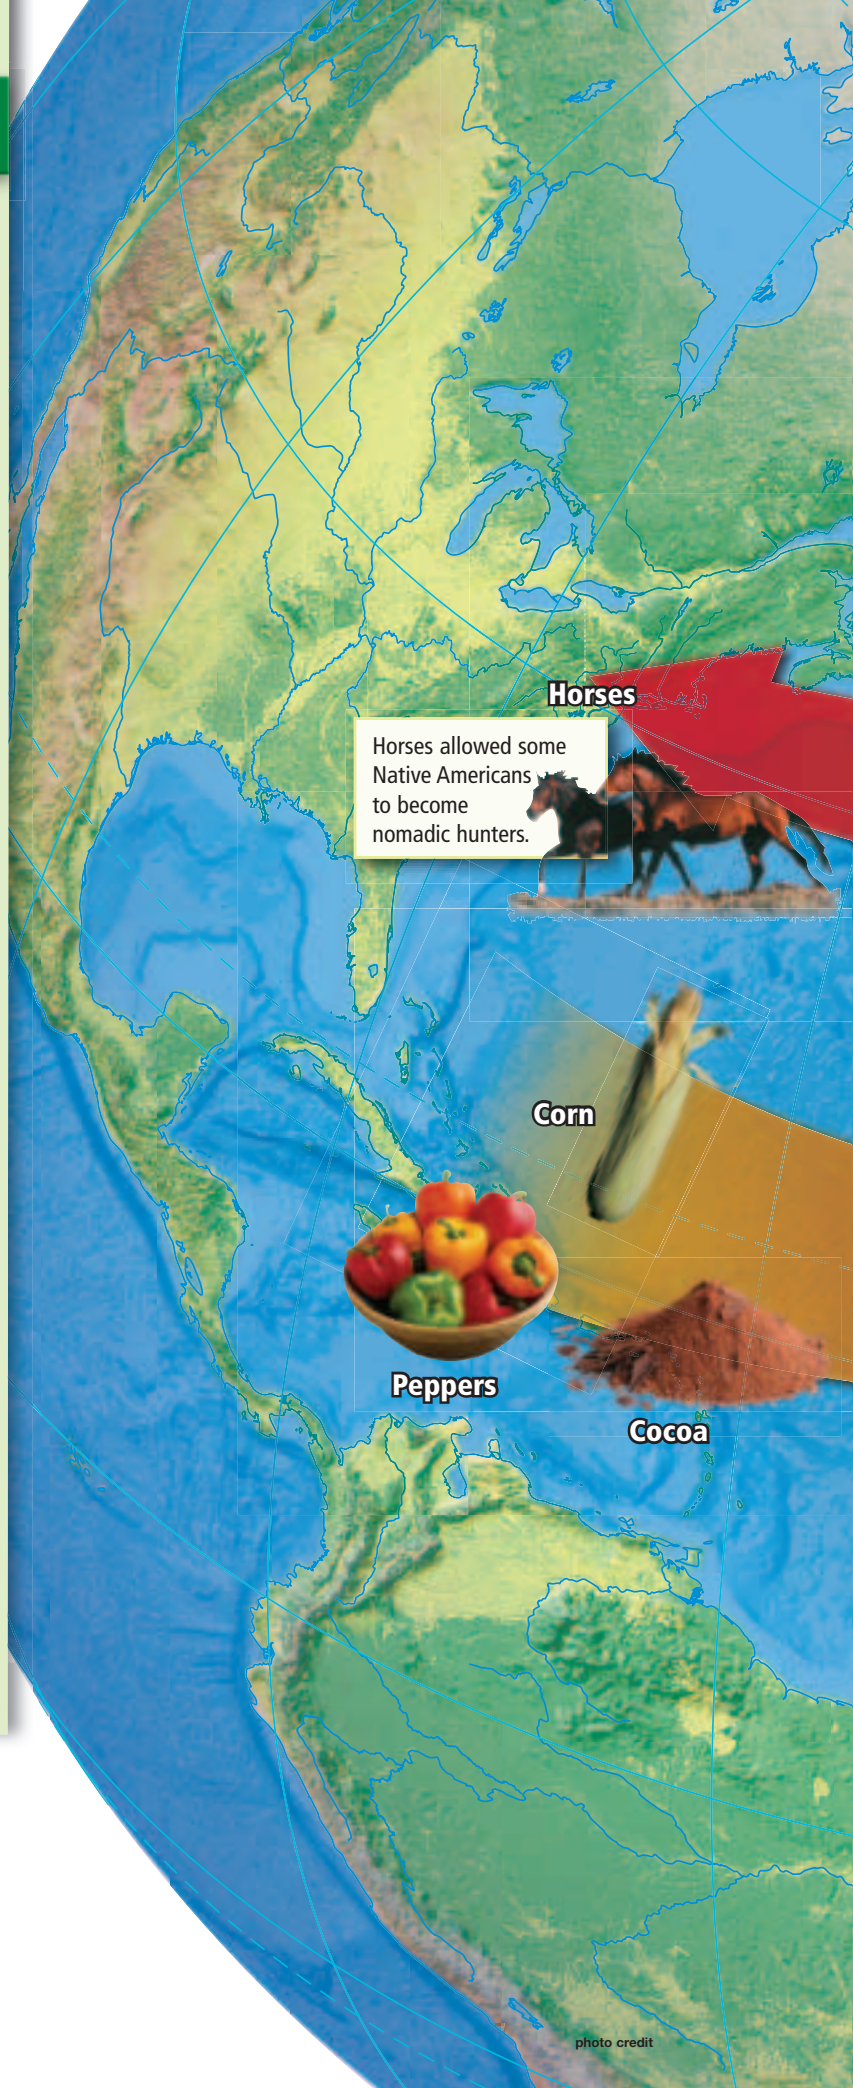 Horses
Horses allowed some
Native Americans
to become
nomadic hunters.
Corn
Peppers
Cocoa
photo credit